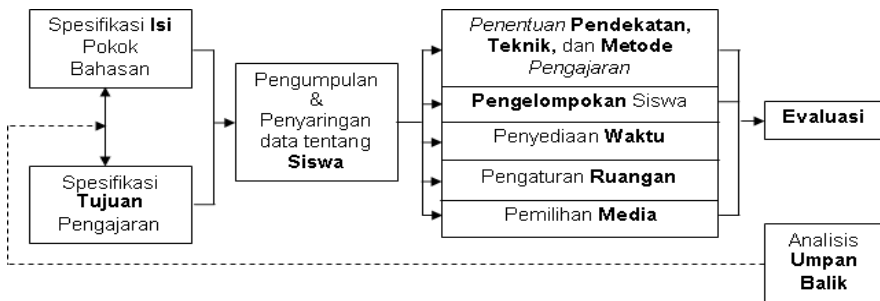 Spesifikasi Isi
Pokok
Bahasan
Spesifikasi
Tujuan
Pengajaran
Pengumpulan
&
Penyaringan
data tentang
Siswa
Penentuan Pendekatan,
Teknik, dan Metode
Pengajaran
Pengelompokan Siswa
Penyediaan Waktu
Pengaturan Ruangan
Pemilihan Media
Evaluasi
Analisis
Umpan
Balik